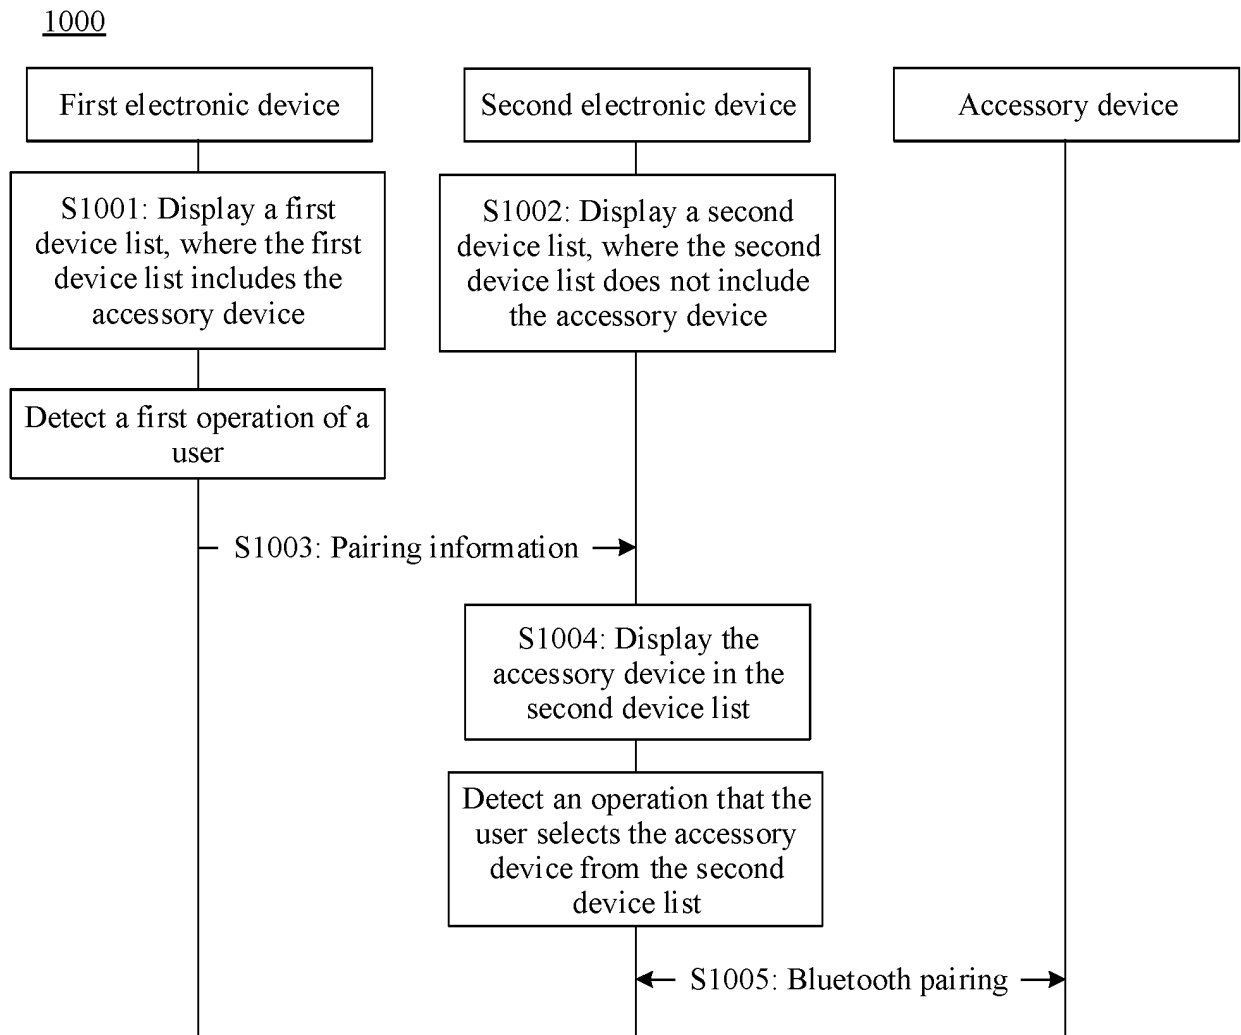 1000
First electronic device
Second electronic device
Accessory device
S1001: Display a first
device list, where the first
device list includes the
accessory device
S1002: Display a second
device list, where the second
device list does not include
the accessory device
Detect a first operation of a
user
S1003: Pairing information
S1004: Display the
accessory device in the
second device list
Detect an operation that the
user selects the accessory
device from the second
device list
S1005: Bluetooth pairing